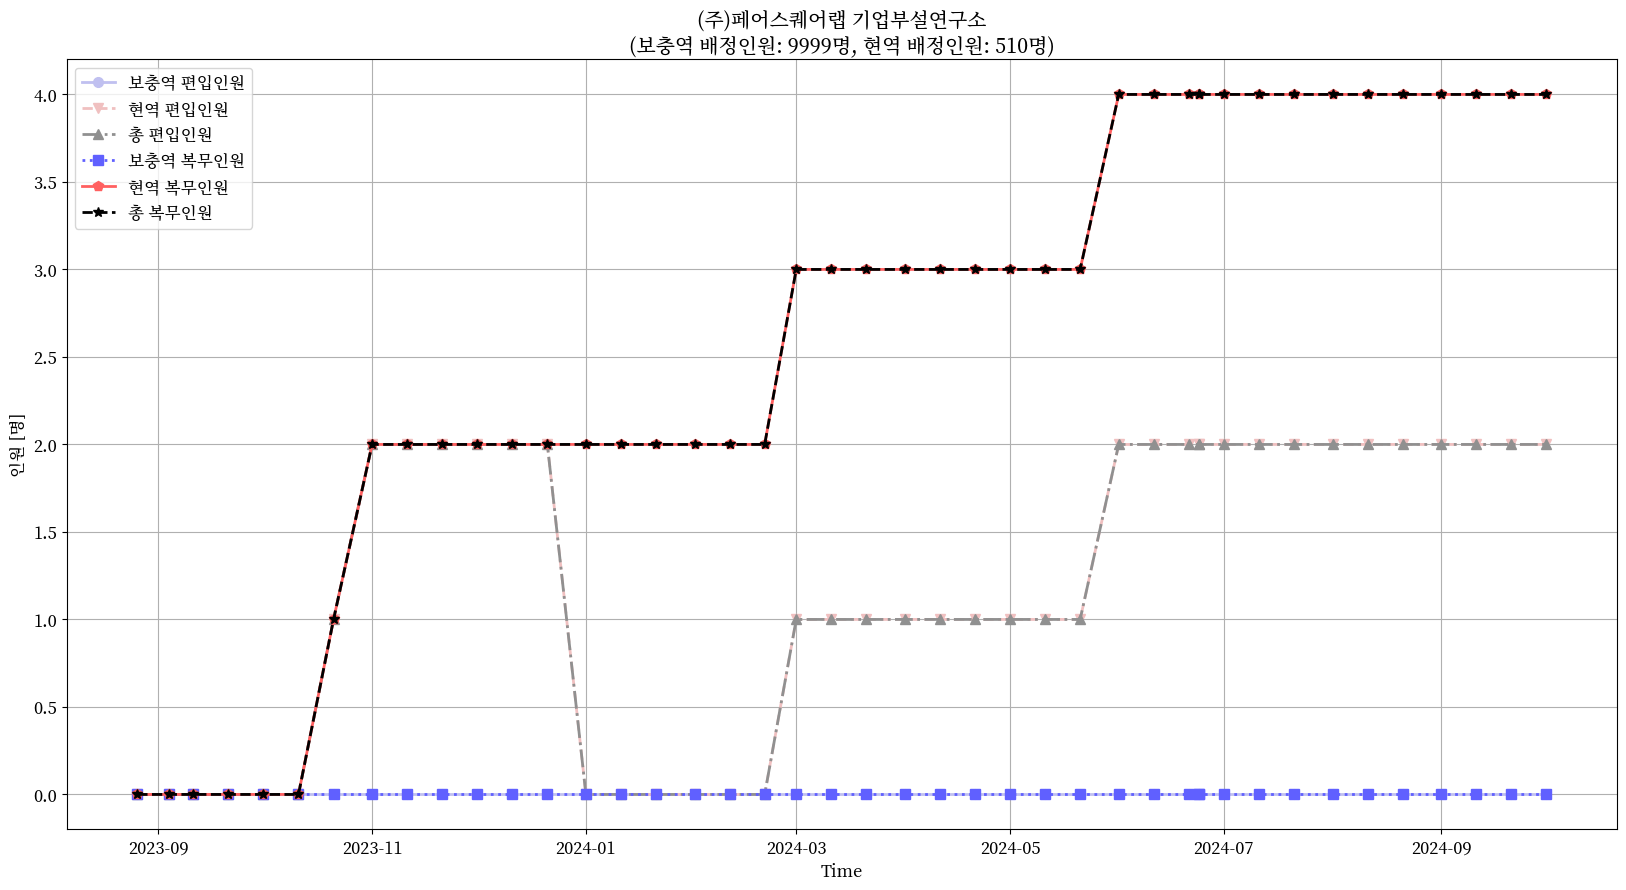 (주)페어스퀘어랩 기업부설연구소
(보충역 배정인원: 9999명, 현역 배정인원: 510명)
보충역 편입인원
현역 편입인원
총 편입인원
보충역 복무인원
현역 복무인원
총 복무인원
인원 [명]
4.0
3.5
3.0
2.5
2.0
1.5
1.0
0.5
0.0
2023-09
2023-11
2024-01
2024-03
2024-05
2024-07
2024-09
Time